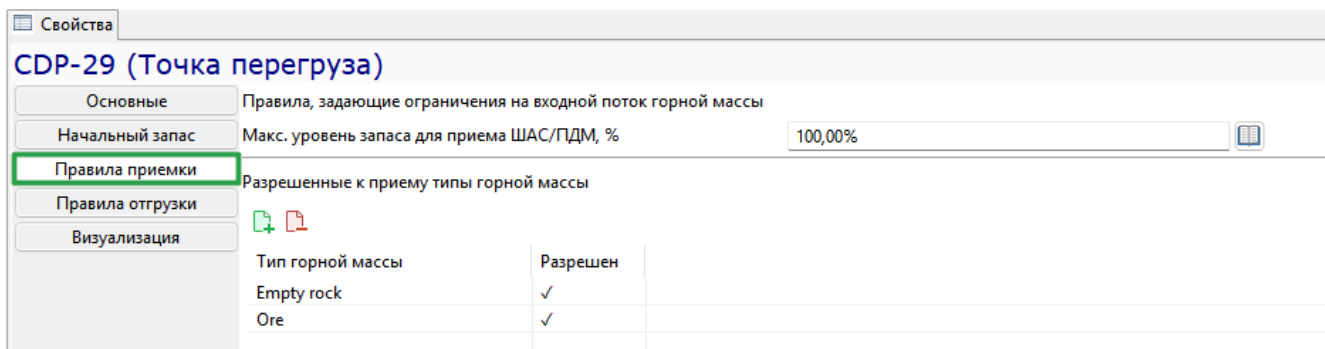 Свойства
CDP-29 (Точка перегруза)
Основные
Начальный запас
Правила приемки
Правила отгрузки
Визуализация
Правила, задающие ограничения на входной поток горной массы
Макс. уровень запаса для приема ШАС/ПДМ, % 100,00%
Разрешенные к приему типы горной массы
Тип горной массы Разрешен
Empty rock ✓
Ore ✓